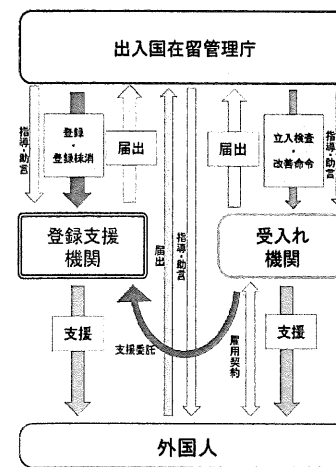 出入国在留管理庁
指導・助言
登録
・
登録抹消
届出
届出
指導・助言
届出
立入検査
・
改善命令
指導・助言
登録支援
機関
受入れ
機関
支援
支援委託
雇用契約
支援
外国人